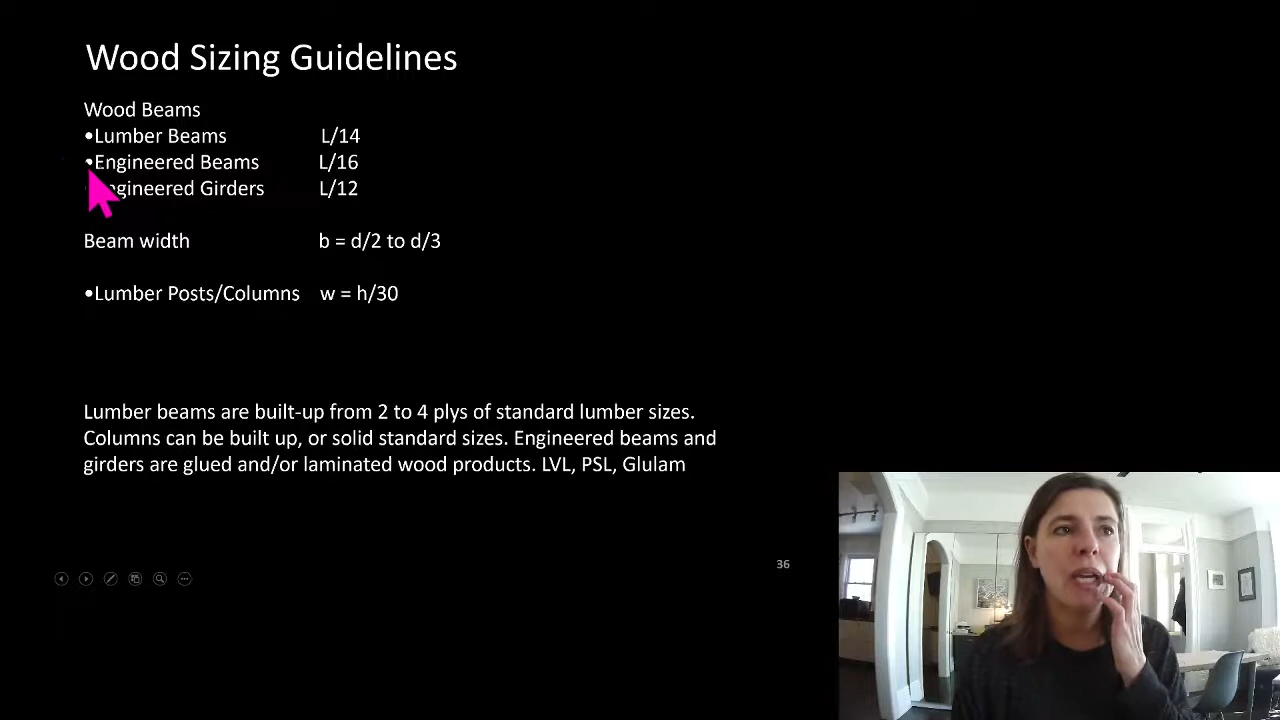 Wood Sizing Guidelines
Wood Beams
•Lumber Beams L/14
•Engineered Beams L/16
Girders L/12
Beam width b = d/2 to d/3
•Lumber Posts/Columns w = h/30
Lumber beams are built-up from 2 to 4 plys of standard lumber sizes.
Columns can be built up, or solid standard sizes. Engineered beams and
girders are glued and/or laminated wood products. LVL, PSL, Glulam
36